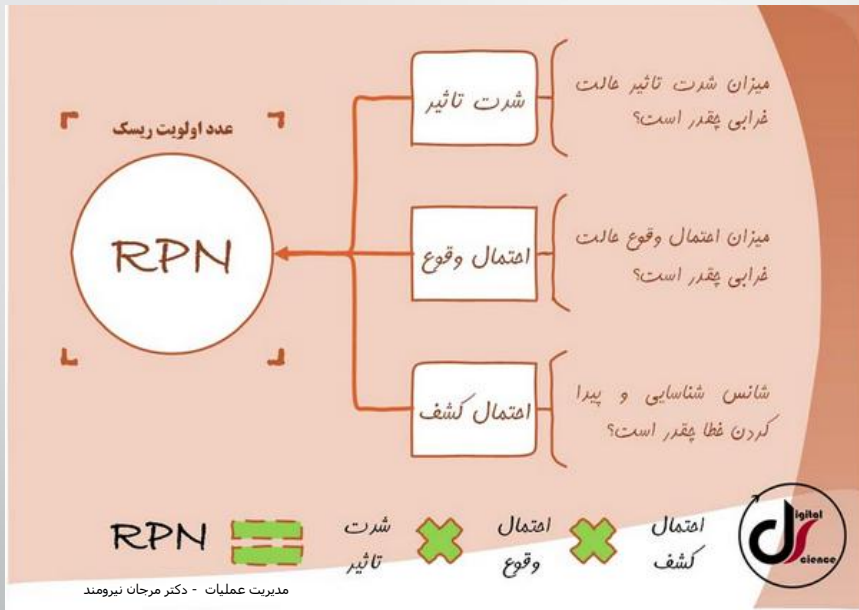 عدد اولویت ریسک
RPN
شدت تاثیر
میزان شدت تاثیر حالت
خرابی چقدر است؟
احتمال وقوع
میزان احتمال وقوع حالت
خرابی چقدر است؟
احتمال کشف
شانس شناسایی و پیدا
کردن خطا چقدر است؟
RPN = شدت تاثیر × احتمال وقوع × احتمال کشف
digital
science
مدیریت عملیات - دکتر مرجان نیرومند